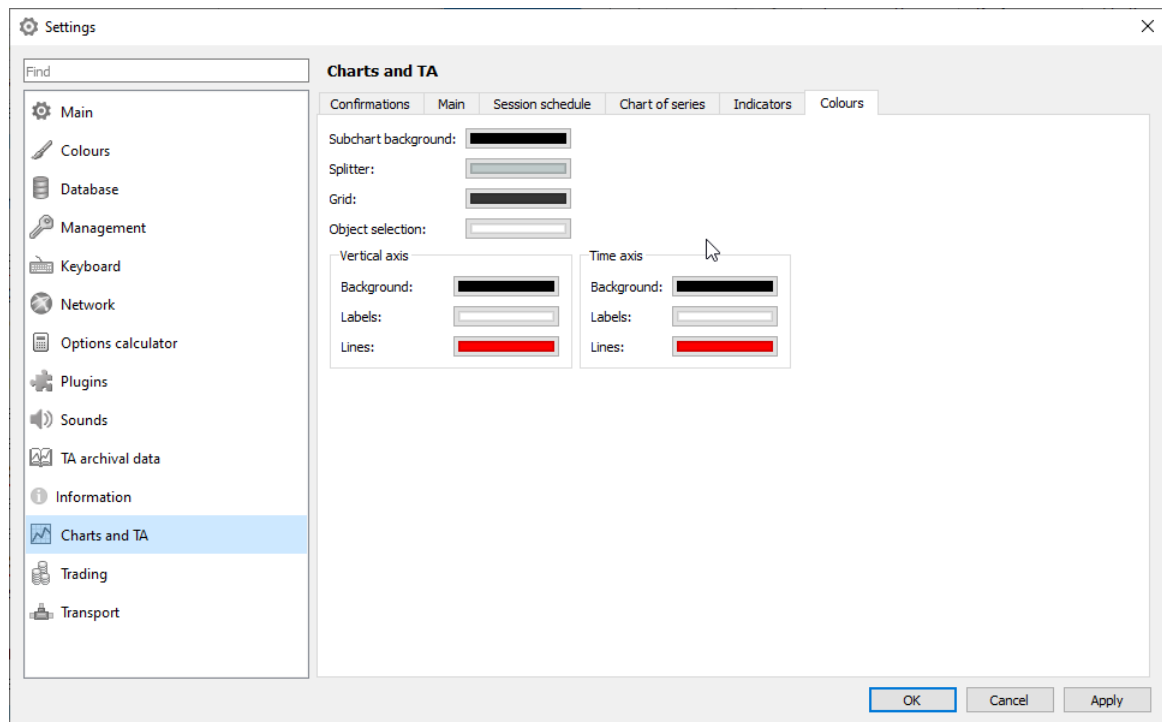 Settings
Find
Main
Colours
Database
Management
Keyboard
Network
Options calculator
Plugins
Sounds
TA archival data
Information
Charts and TA
Trading
Transport
Charts and TA
Confirmations Main Session schedule Chart of series Indicators Colours
Subchart background:
Splitter:
Grid:
Object selection:
Vertical axis
Background:
Labels:
Lines:
Time axis
Background:
Labels:
Lines:
OK Cancel Apply